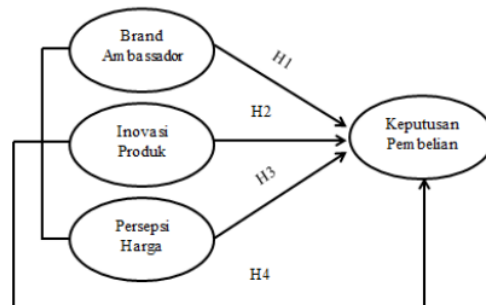 Brand
Ambassador
H1
H2
Inovasi
Produk
Keputusan
Pembelian
H3
Persepsi
Harga
H4